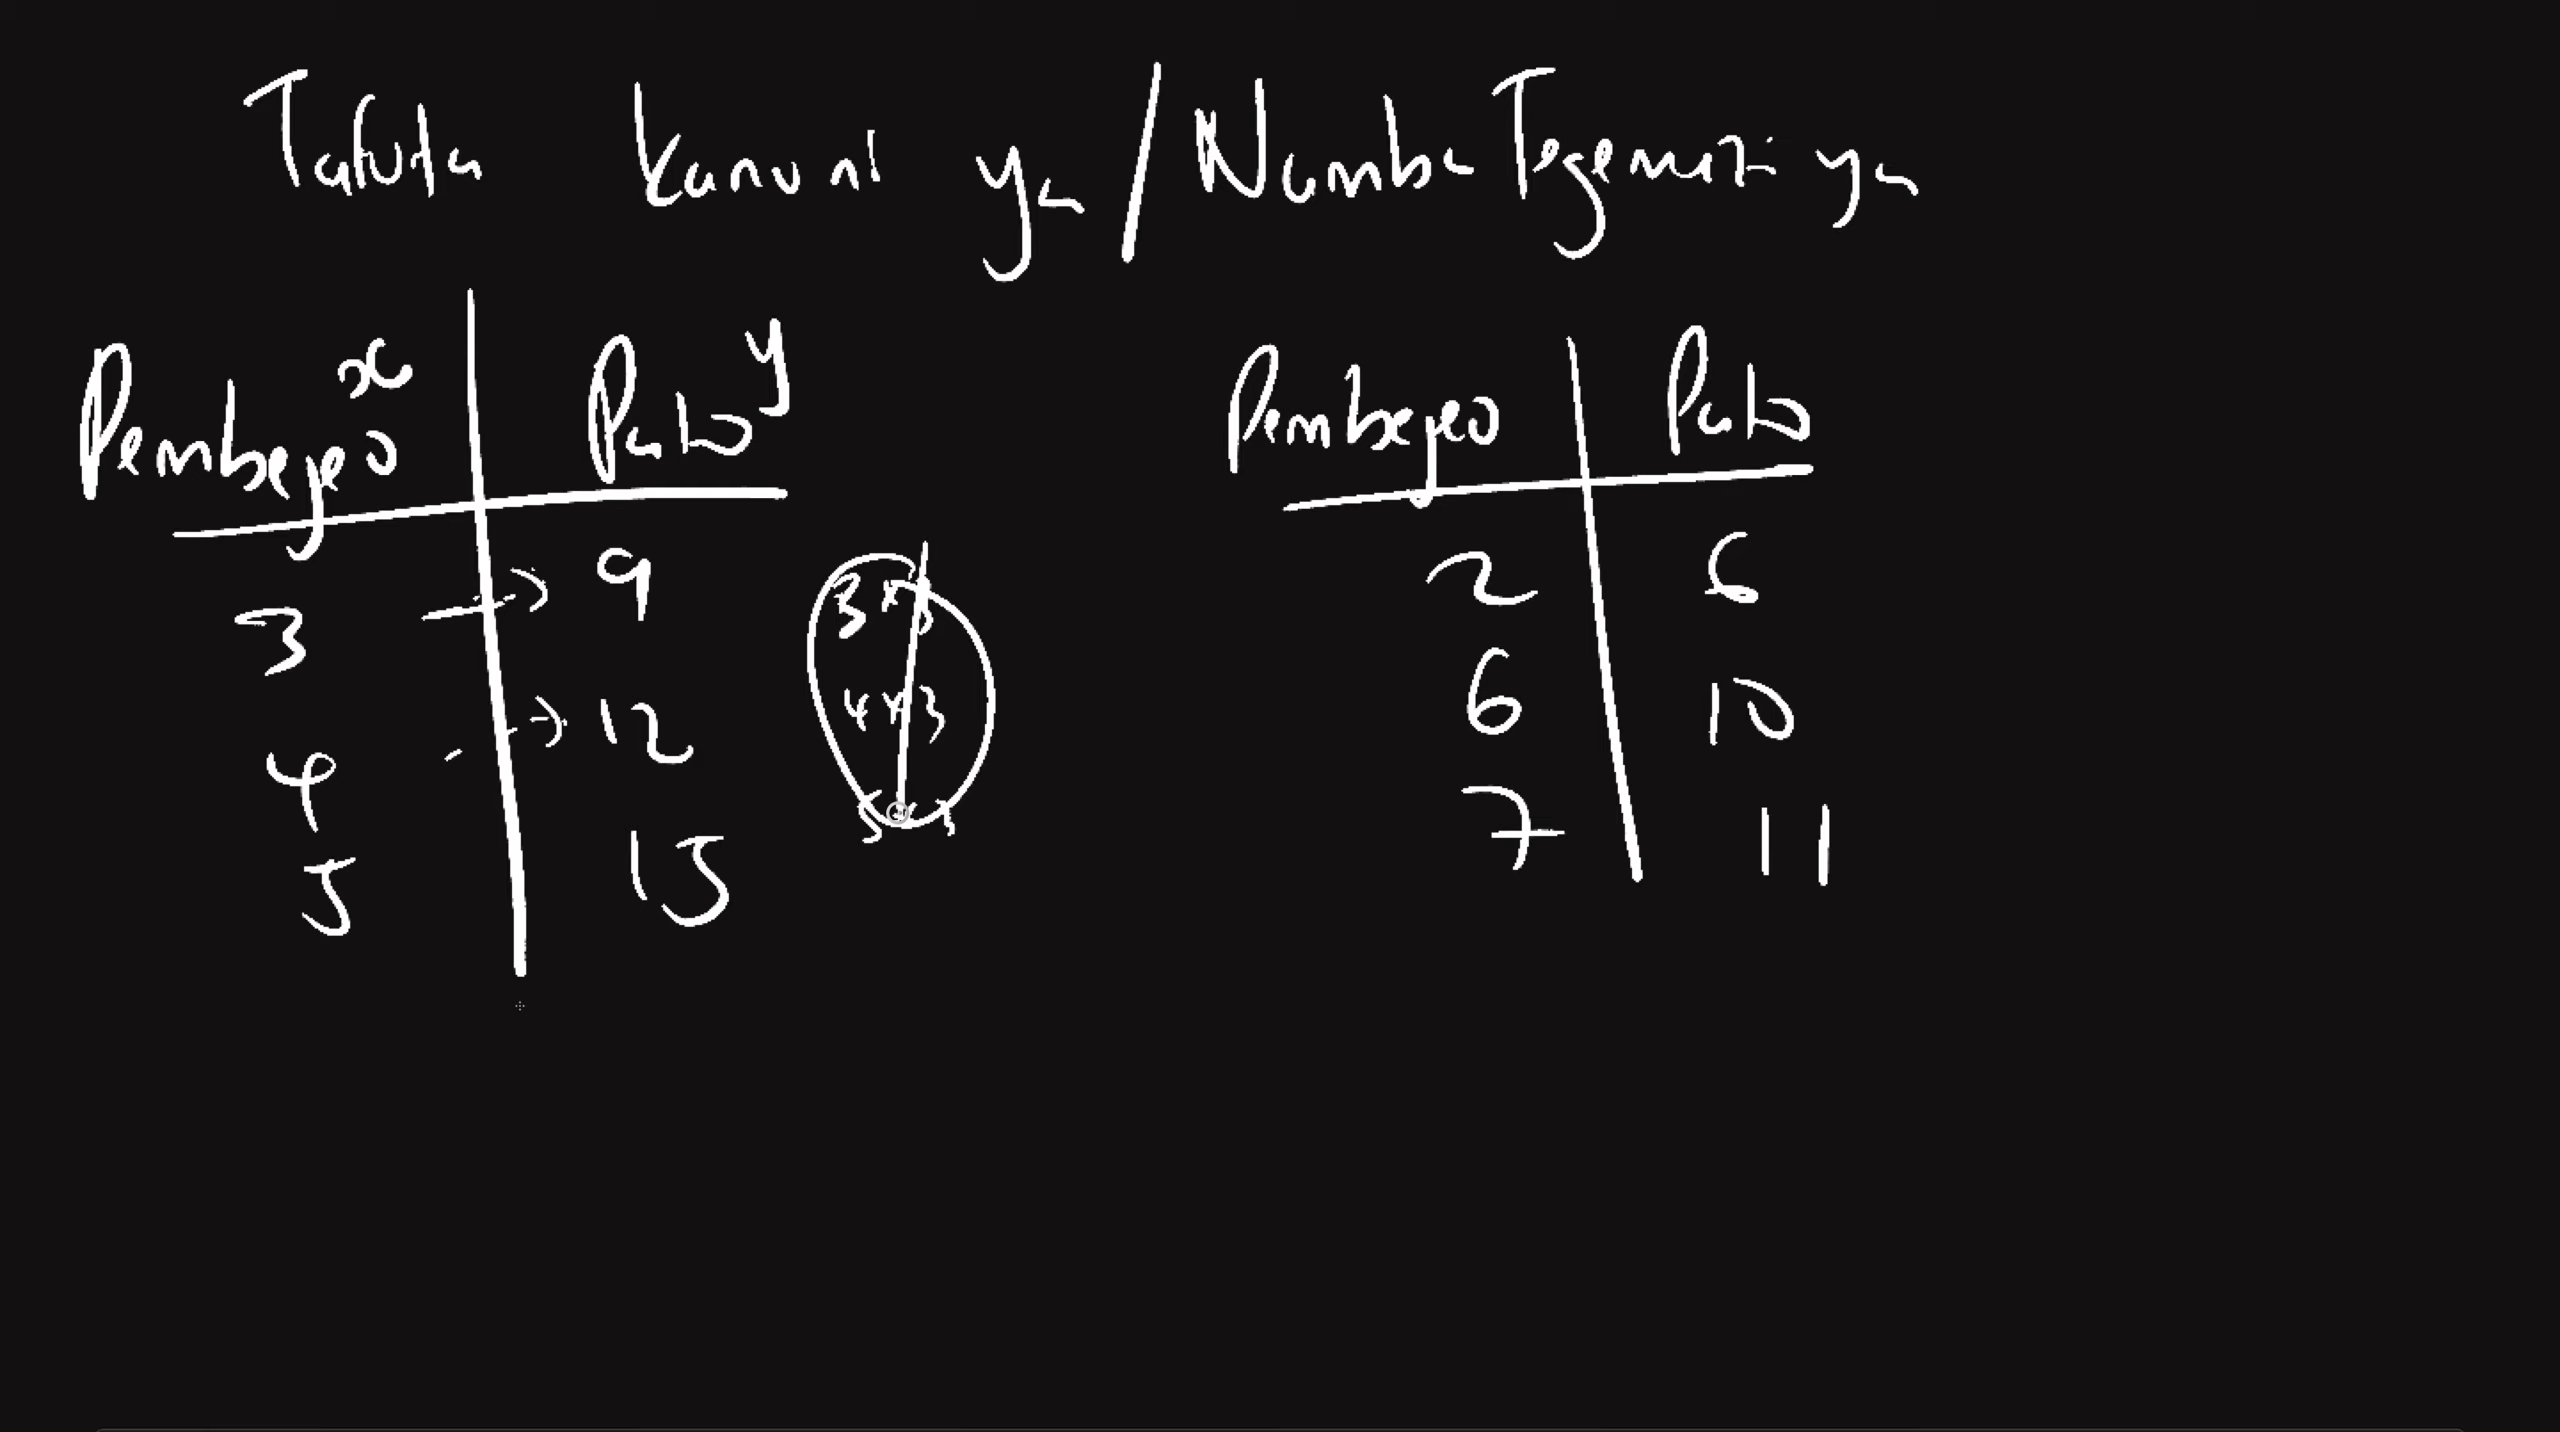 Tafuta kanuni ya / Namba Tegemezi ya
Pembejeo x | Pato y
3 → 9 3 x 3
4 → 12 4 x 3
5 15 5 x 3
Pembejeo | Pato
2 6
6 10
7 11